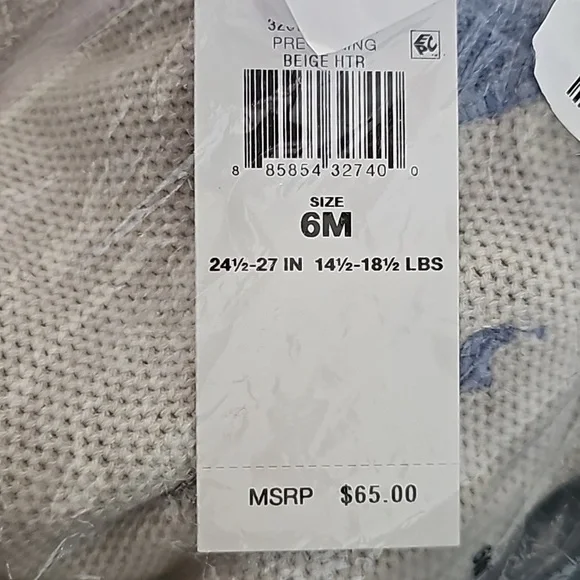 BEIGE HTR
8 85854 32740 0
SIZE
6M
24½-27 IN 14½-18½ LBS
MSRP $65.00